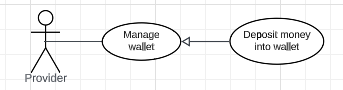 Manage
wallet
Deposit money
into wallet
Provider